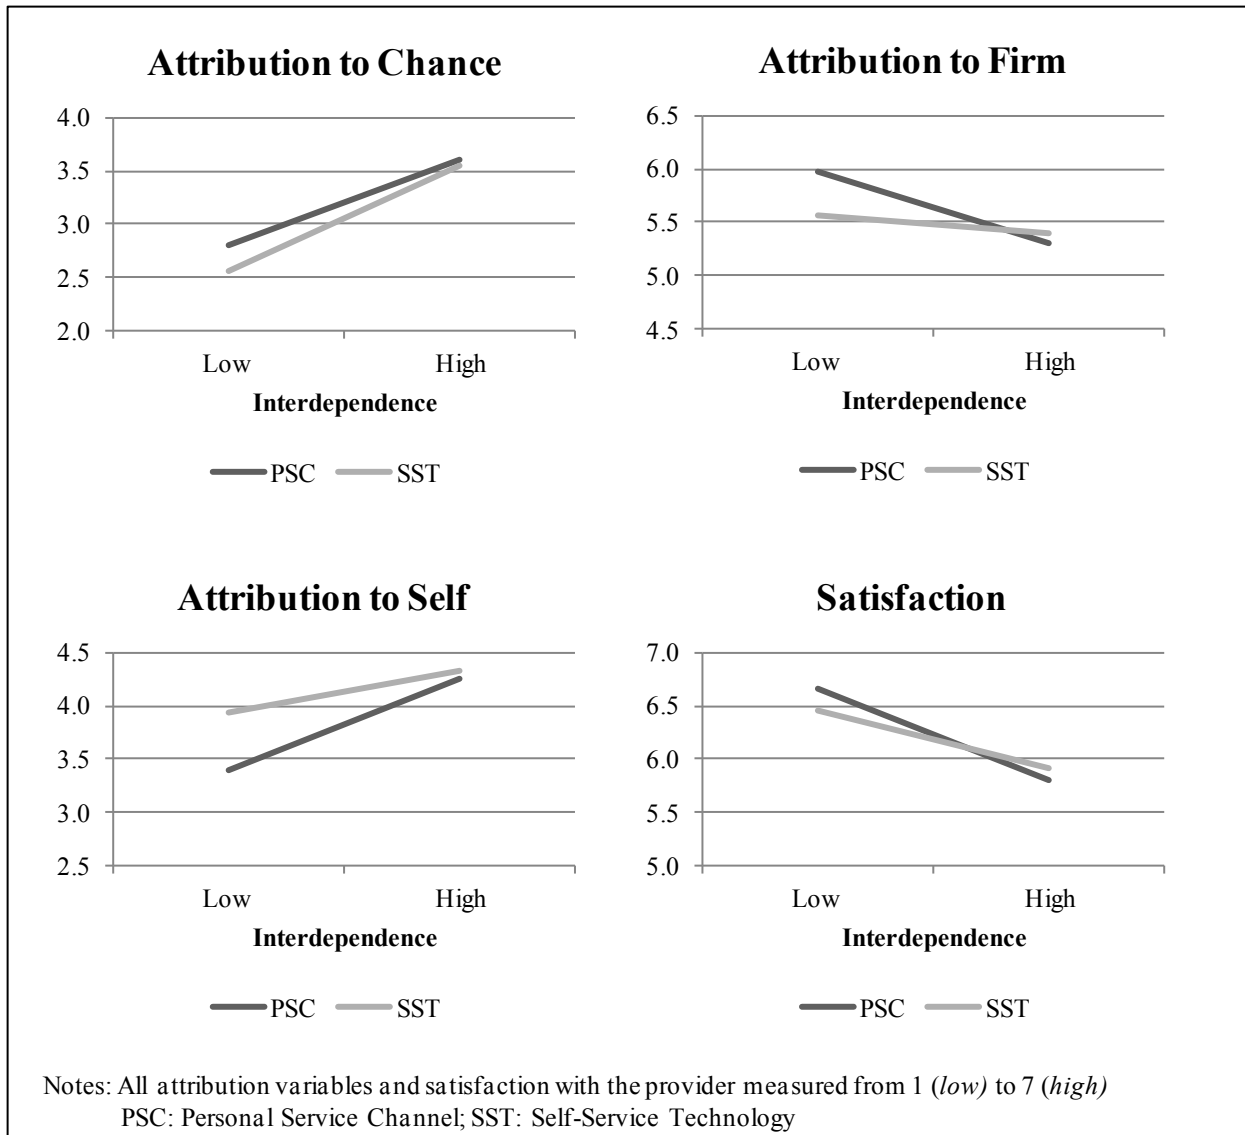 Attribution to Chance
4.0
3.5
3.0
2.5
2.0
Low High
Interdependence
PSC SST
Attribution to Firm
6.5
6.0
5.5
5.0
4.5
Low High
Interdependence
PSC SST
Attribution to Self
4.5
4.0
3.5
3.0
2.5
Low High
Interdependence
PSC SST
Satisfaction
7.0
6.5
6.0
5.5
5.0
Low High
Interdependence
PSC SST
Notes: All attribution variables and satisfaction with the provider measured from 1 (low) to 7 (high)
PSC: Personal Service Channel; SST: Self-Service Technology